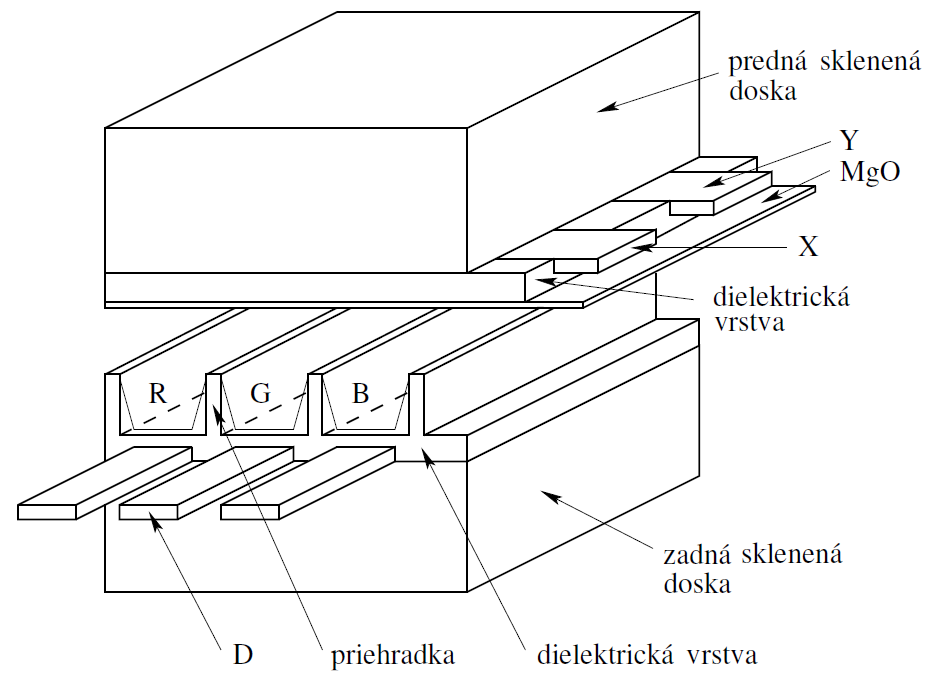 predná sklenená
doska
Y
MgO
X
dielektrická
vrstva
R G B
zadná sklenená
doska
D priehradka dielektrická vrstva